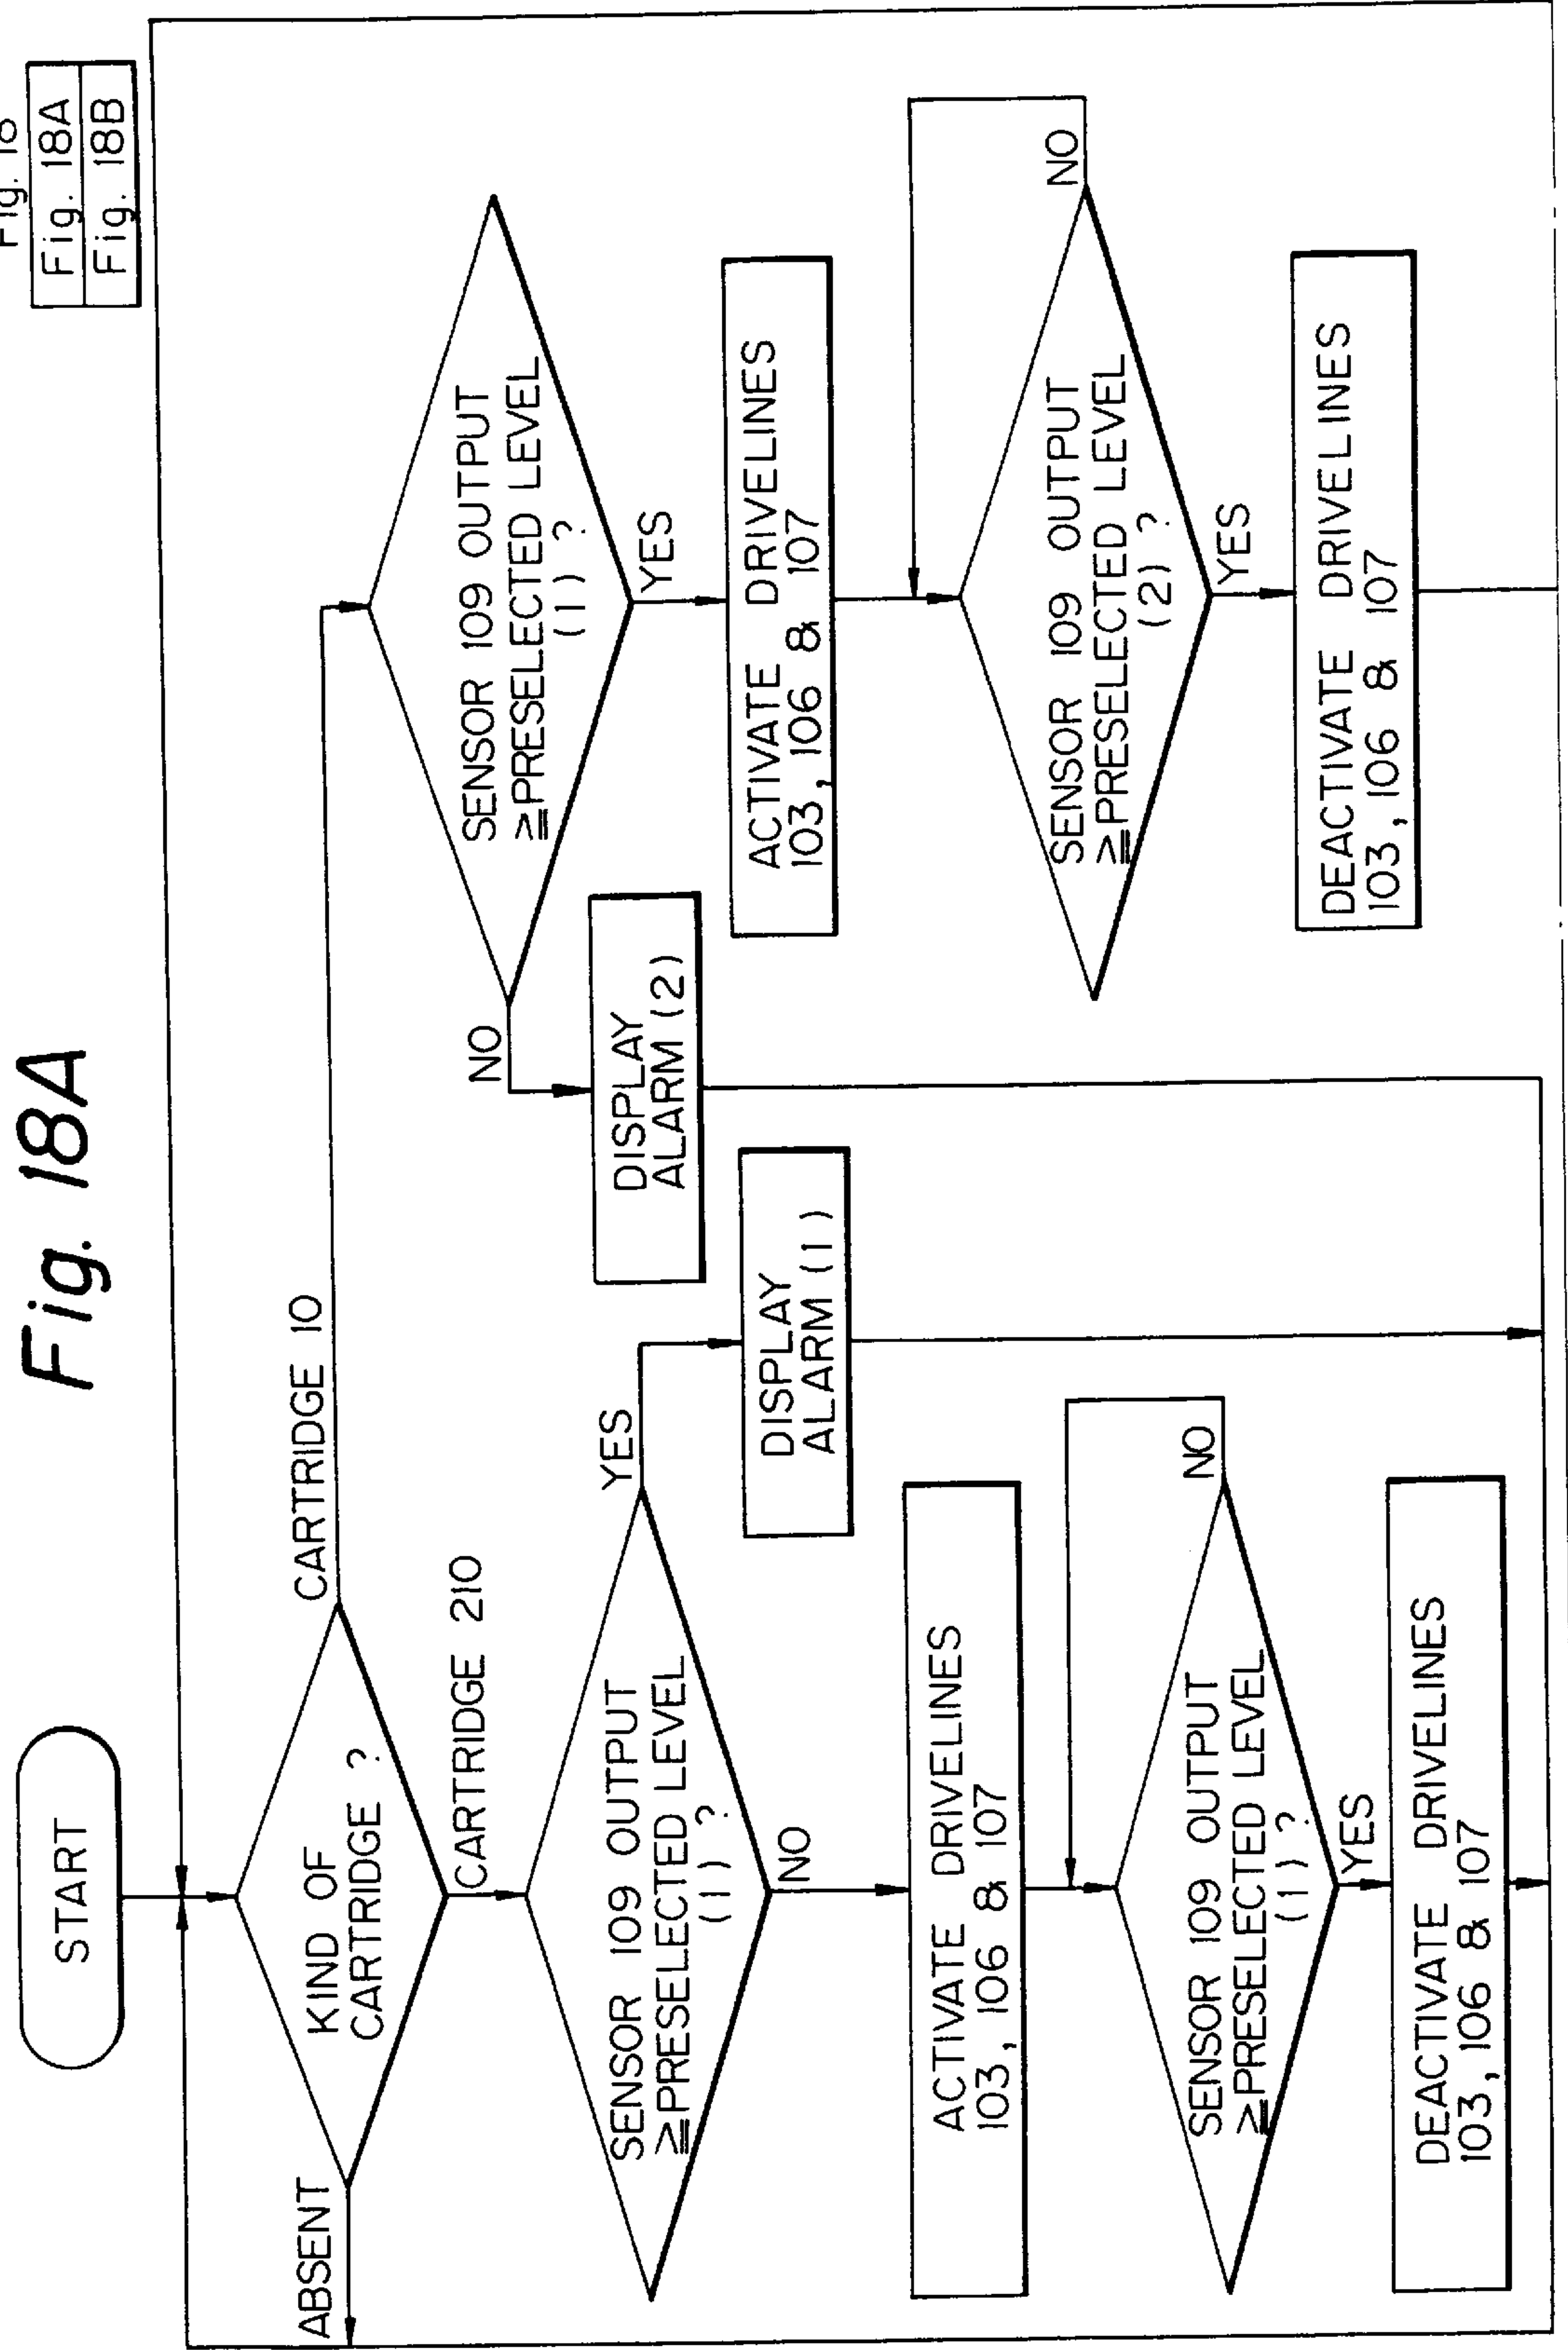 Fig. 18A
Fig. 18
Fig. 18A
Fig. 18B
START
KIND OF
CARTRIDGE ?
ABSENT
CARTRIDGE 10
CARTRIDGE 210
SENSOR 109 OUTPUT
≧PRESELECTED LEVEL
(1) ?
YES
NO
DISPLAY
ALARM (1)
ACTIVATE DRIVELINES
103, 106 & 107
SENSOR 109 OUTPUT
≧PRESELECTED LEVEL
(1) ?
NO
YES
DEACTIVATE DRIVELINES
103, 106 & 107
SENSOR 109 OUTPUT
≧PRESELECTED LEVEL
(1) ?
NO
YES
DISPLAY
ALARM (2)
ACTIVATE DRIVELINES
103, 106 & 107
SENSOR 109 OUTPUT
≧PRESELECTED LEVEL
(2) ?
NO
YES
DEACTIVATE DRIVELINES
103, 106 & 107